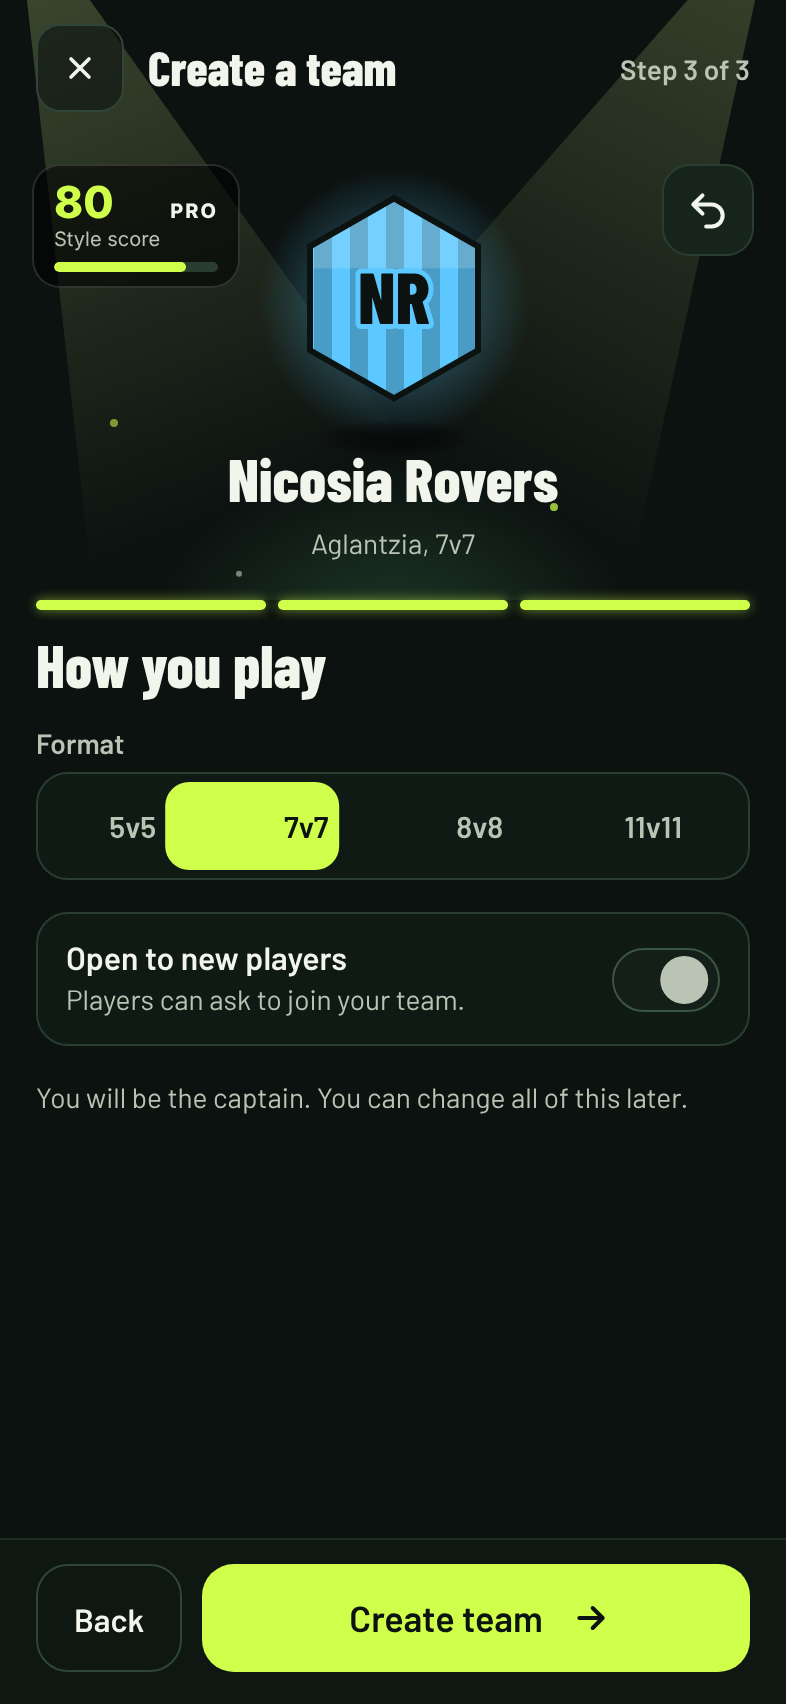 Create a team
Step 3 of 3
80 PRO
Style score
NR
Nicosia Rovers
Aglantzia, 7v7
How you play
Format
5v5 7v7 8v8 11v11
Open to new players
Players can ask to join your team.
You will be the captain. You can change all of this later.
Back
Create team